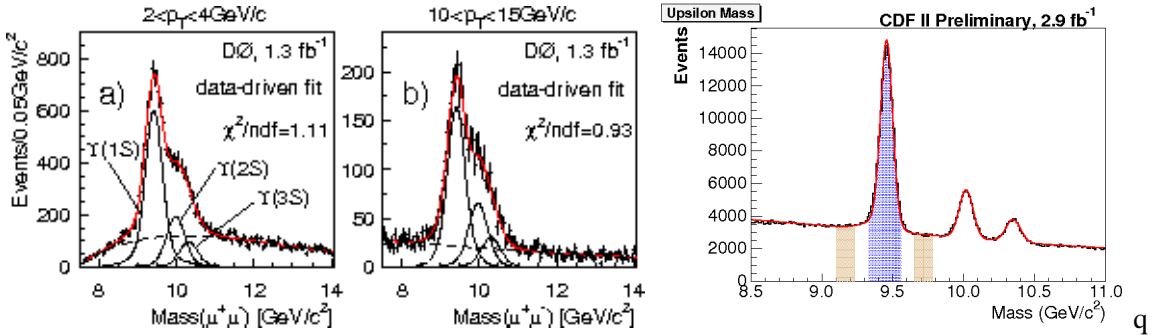 2<pT<4GeV/c
DØ, 1.3 fb-1
a)
data-driven fit
χ2/ndf=1.11
ϒ(1S)
ϒ(2S)
ϒ(3S)
Events/0.05GeV/c2
800
600
400
200
0
8 10 12 14
Mass(μ+μ-) [GeV/c2]
10<pT<15GeV/c
DØ, 1.3 fb-1
b)
data-driven fit
χ2/ndf=0.93
200
150
100
50
0
8 10 12 14
Mass(μ+μ-) [GeV/c2]
Upsilon Mass
CDF II Preliminary, 2.9 fb-1
Events
14000
12000
10000
8000
6000
4000
2000
0
8.5 9.0 9.5 10.0 10.5 11.0
Mass (GeV/c2)
q